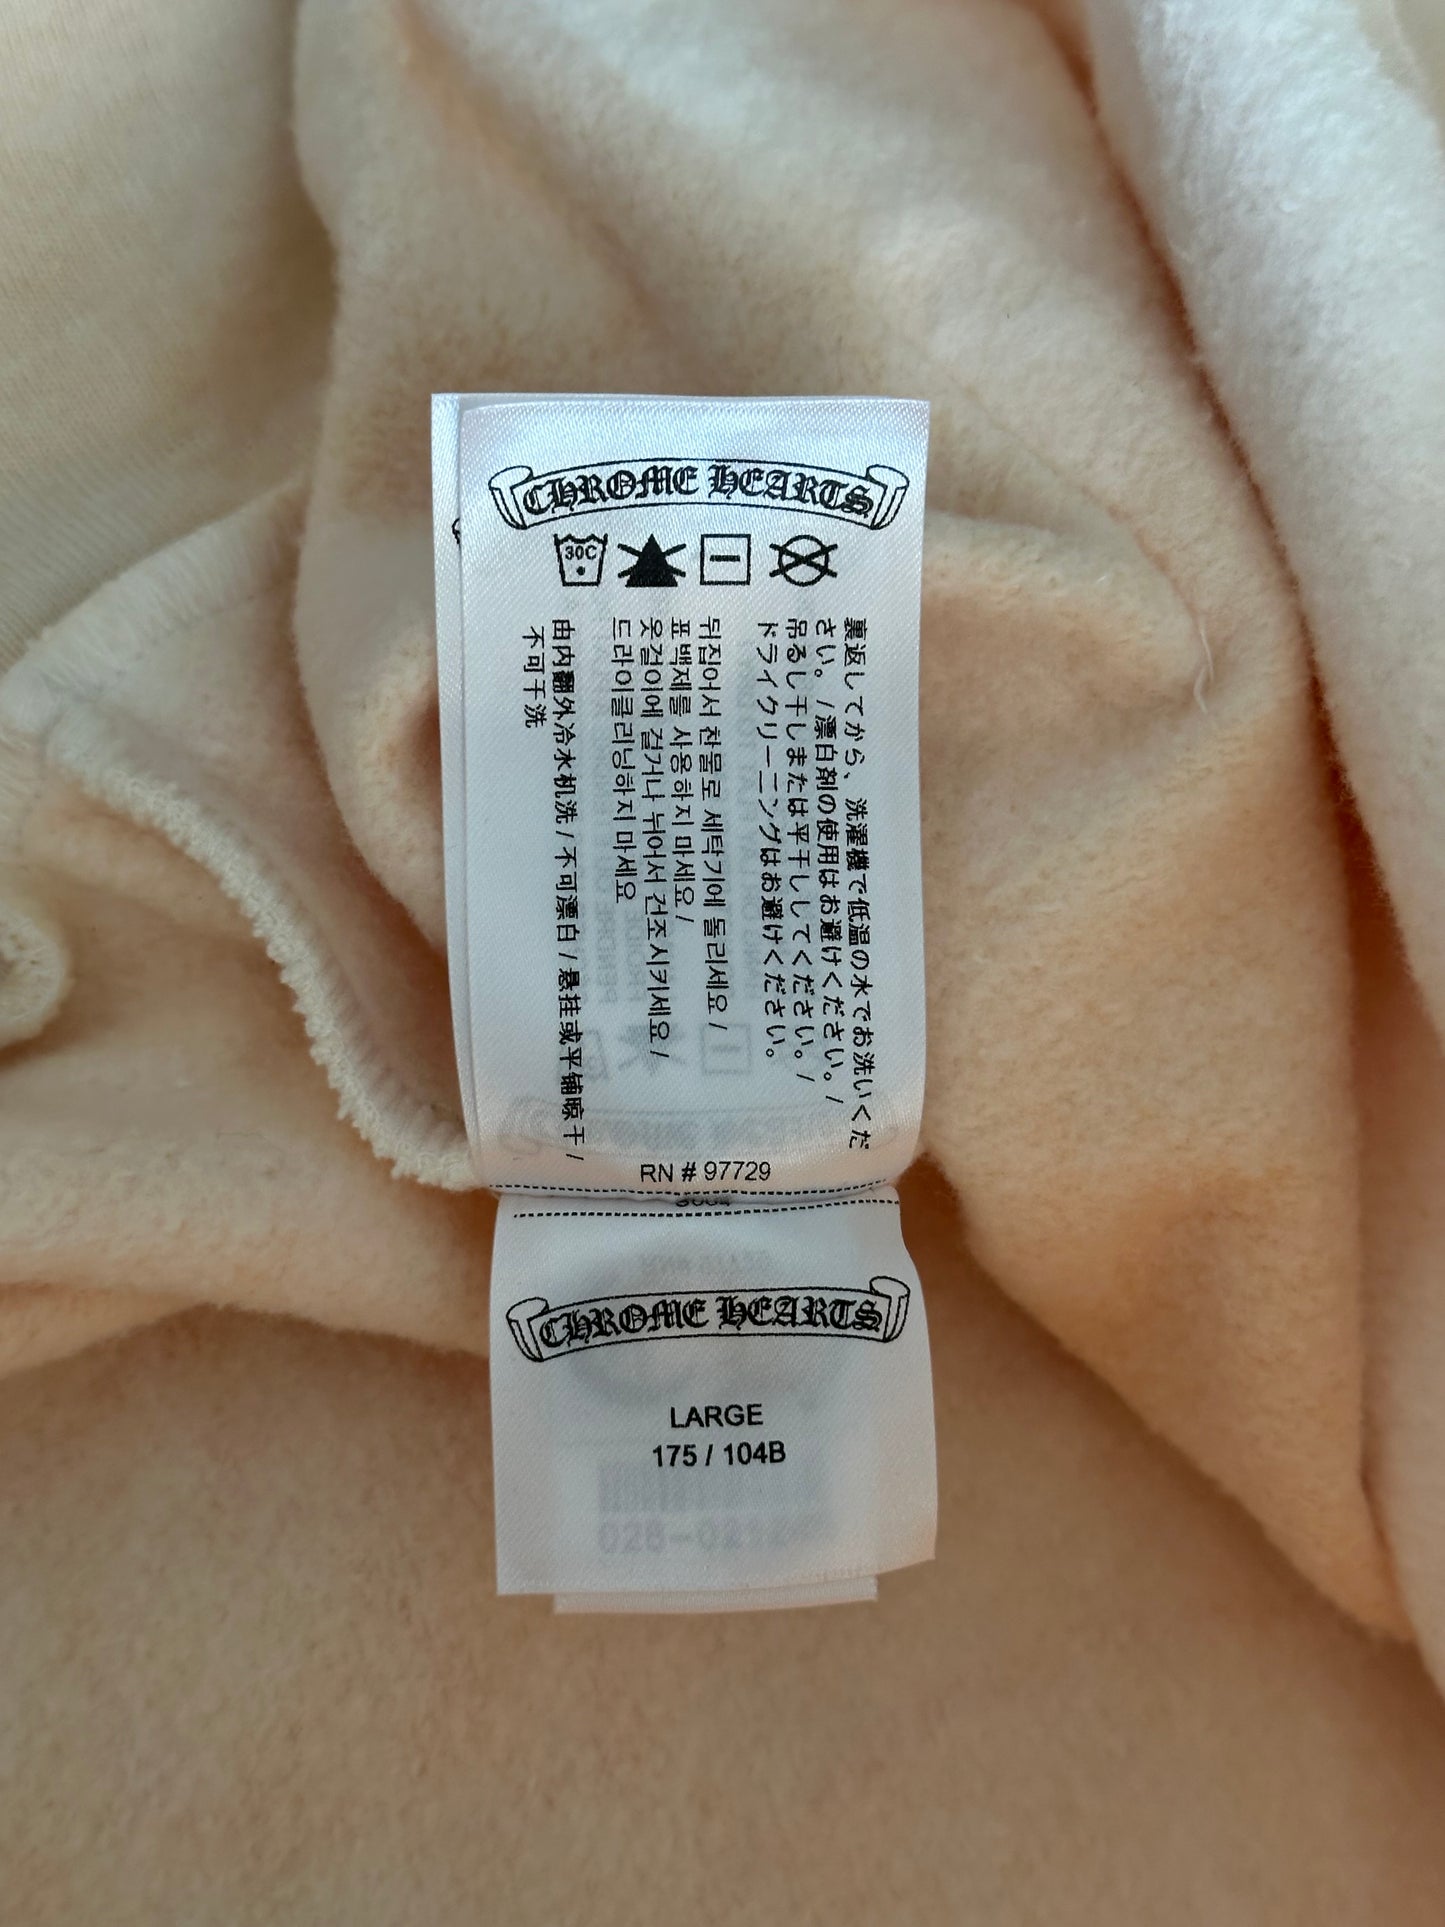 CHROME HEARTS
30C
裏返してから、洗濯機で低温の水でお洗いくだ
さい。/漂白剤の使用はお避けください。/
吊るし干しまたは平干ししてください。/
ドライクリーニングはお避けください。
뒤집어서 찬물로 세탁기에 돌리세요 /
표백제를 사용하지 마세요 /
옷걸이에 걸거나 뉘어서 건조시키세요 /
드라이클리닝하지 마세요
由内翻外冷水机洗 / 不可漂白 / 悬挂或平铺晾干 /
不可干洗
RN # 97729
CHROME HEARTS
LARGE
175 / 104B